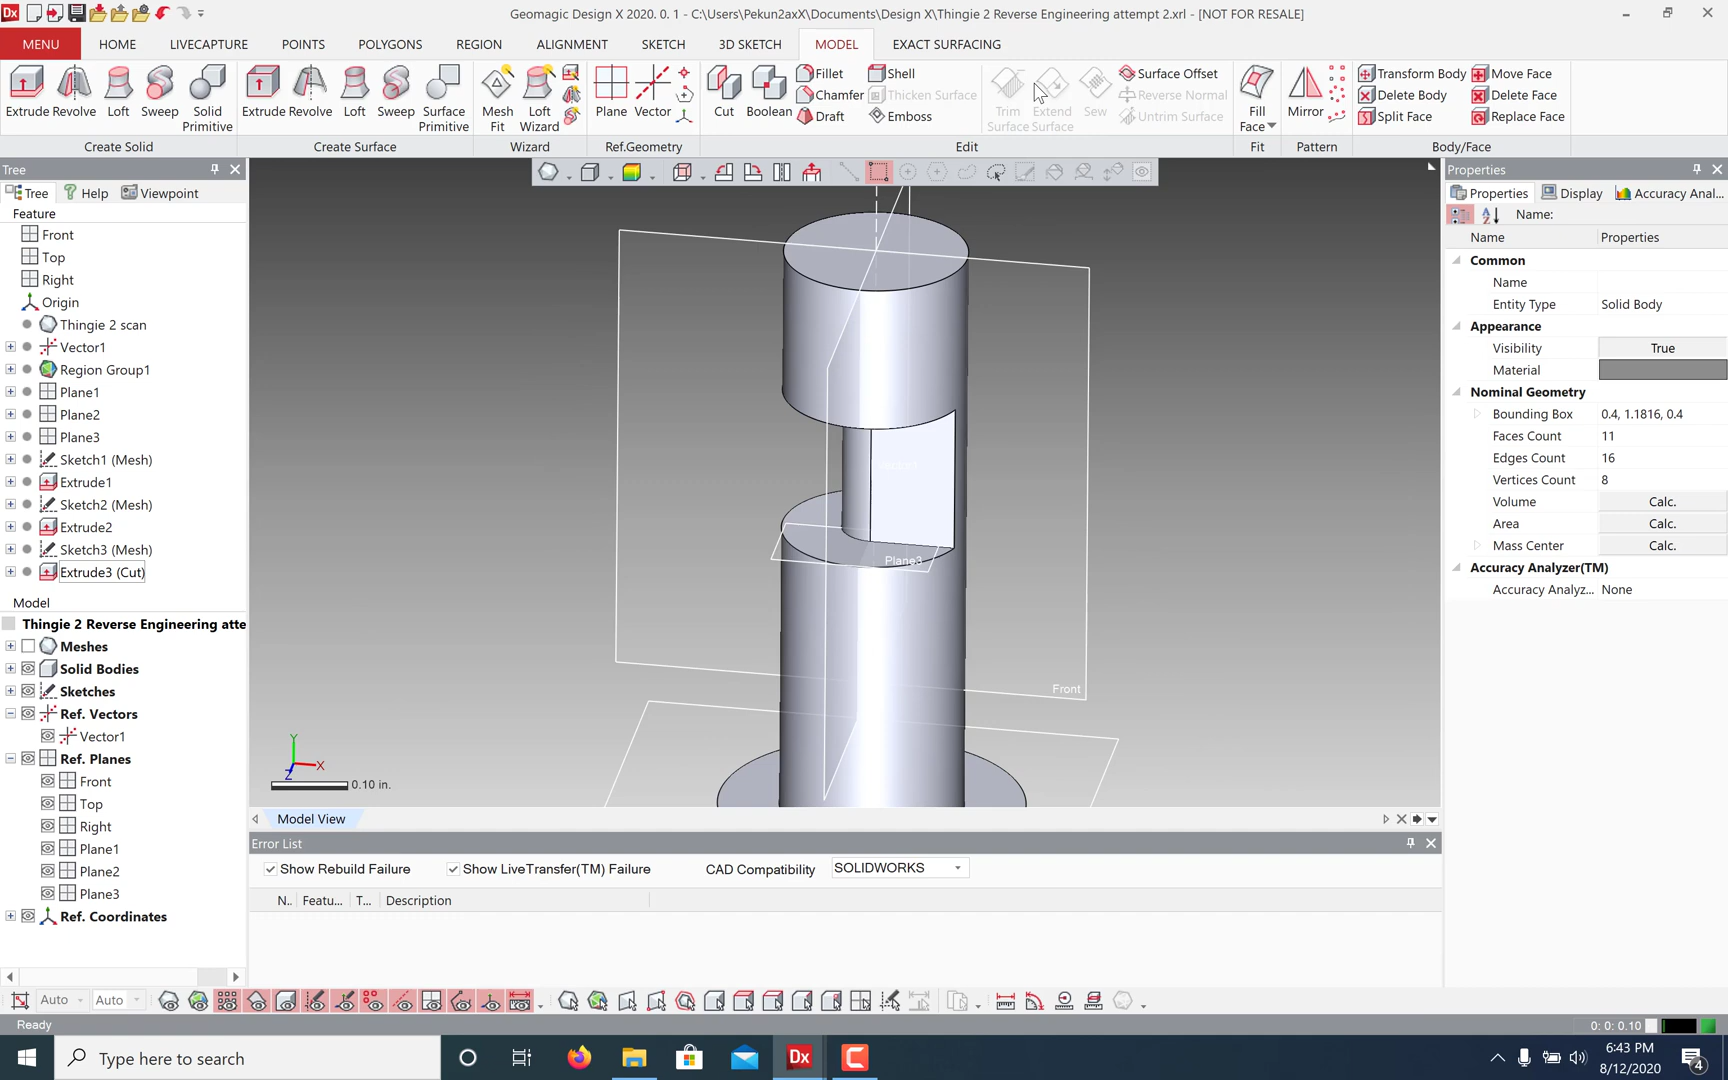 Dx
Geomagic Design X 2020. 0. 1 - C:\Users\Pekun2axX\Documents\Design X\Thingie 2 Reverse Engineering attempt 2.xrl - [NOT FOR RESALE]
MENU HOME LIVECAPTURE POINTS POLYGONS REGION ALIGNMENT SKETCH 3D SKETCH MODEL EXACT SURFACING
Extrude Revolve Loft Sweep Solid Primitive
Create Solid
Extrude Revolve Loft Sweep Surface Primitive
Create Surface
Mesh Fit Loft Wizard
Wizard
Plane Vector
Ref.Geometry
Cut Boolean
Fillet Shell
Chamfer Thicken Surface
Draft Emboss
Trim Surface Extend Surface Sew
Surface Offset
Reverse Normal
Untrim Surface
Edit
Fill Face
Fit
Mirror
Pattern
Transform Body Move Face
Delete Body Delete Face
Split Face Replace Face
Body/Face
Tree
Tree Help Viewpoint
Feature
Front
Top
Right
Origin
Thingie 2 scan
Vector1
Region Group1
Plane1
Plane2
Plane3
Sketch1 (Mesh)
Extrude1
Sketch2 (Mesh)
Extrude2
Sketch3 (Mesh)
Extrude3 (Cut)
Model
Thingie 2 Reverse Engineering atte
Meshes
Solid Bodies
Sketches
Ref. Vectors
Vector1
Ref. Planes
Front
Top
Right
Plane1
Plane2
Plane3
Ref. Coordinates
Plane3
Front
Y
X
Z
0.10 in.
Model View
Error List
Show Rebuild Failure Show LiveTransfer(TM) Failure CAD Compatibility SOLIDWORKS
N.. Featu... T... Description
Properties
Properties Display Accuracy Anal...
Name:
Name Properties
Common
Name
Entity Type Solid Body
Appearance
Visibility True
Material
Nominal Geometry
Bounding Box 0.4, 1.1816, 0.4
Faces Count 11
Edges Count 16
Vertices Count 8
Volume Calc.
Area Calc.
Mass Center Calc.
Accuracy Analyzer(TM)
Accuracy Analyz... None
Auto Auto
Ready
0: 0: 0.10
Type here to search
Dx
6:43 PM
8/12/2020
4